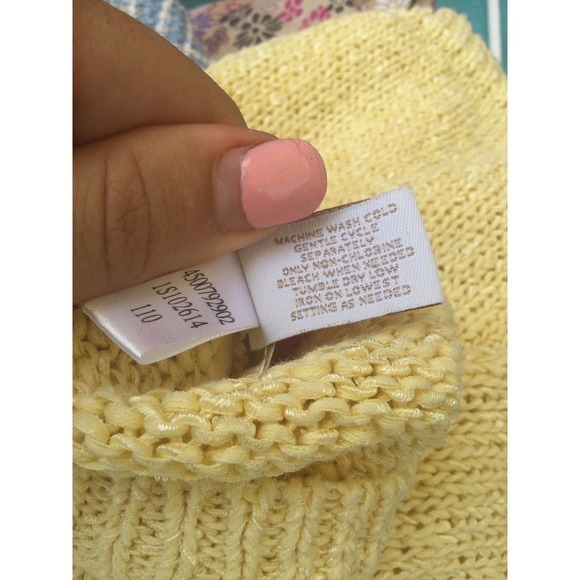 4500792902
1S102614
110
MACHINE WASH COLD
GENTLE CYCLE
SEPARATELY
ONLY NON-CHLORINE
BLEACH WHEN NEEDED
TUMBLE DRY LOW
IRON ON LOWEST
SETTING AS NEEDED